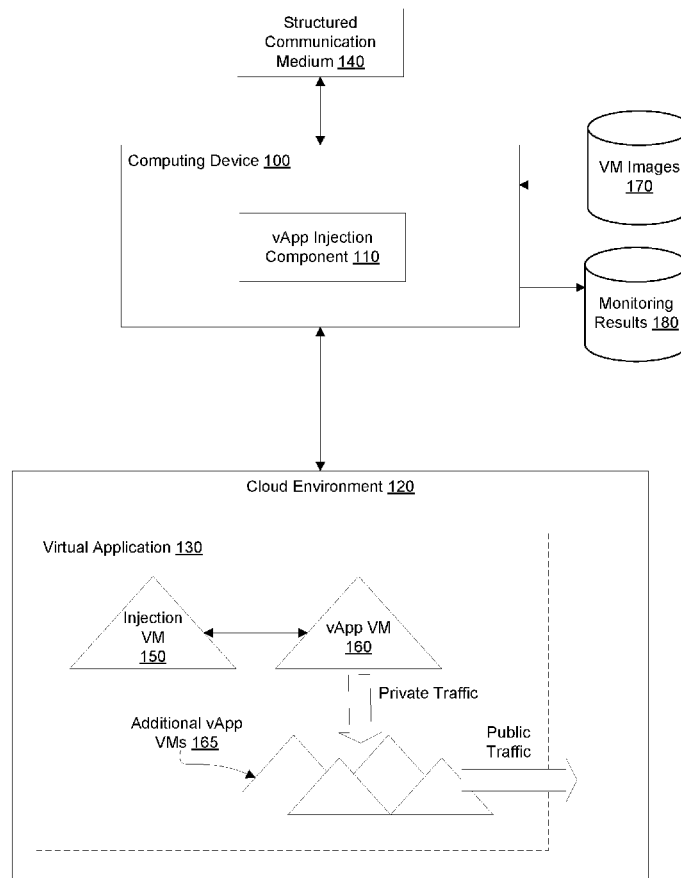 Structured
Communication
Medium 140
Computing Device 100
VM Images
170
vApp Injection
Component 110
Monitoring
Results 180
Cloud Environment 120
Virtual Application 130
Injection
VM
150
vApp VM
160
Private Traffic
Additional vApp
VMs 165
Public
Traffic